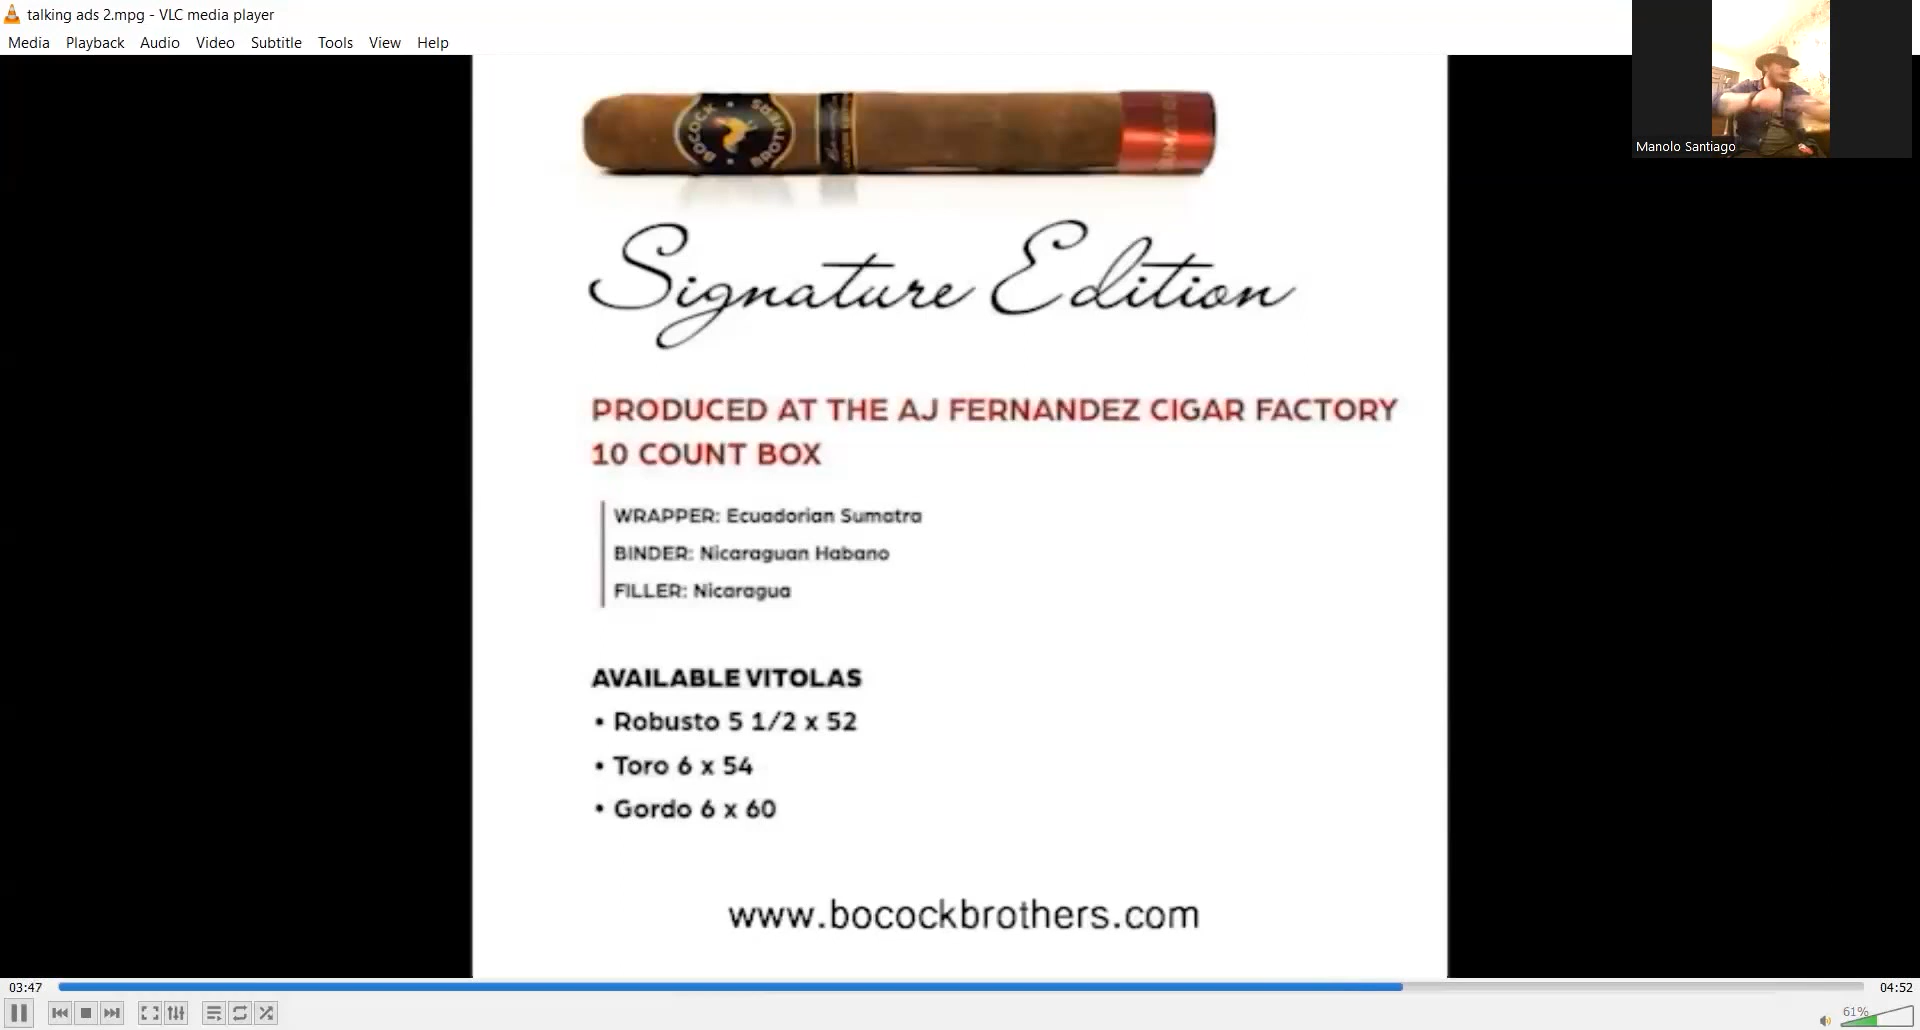 talking ads 2.mpg - VLC media player
Media Playback Audio Video Subtitle Tools View Help
Manolo Santiago
BOCOCK BROTHERS
Signature Edition
PRODUCED AT THE AJ FERNANDEZ CIGAR FACTORY
10 COUNT BOX
WRAPPER: Ecuadorian Sumatra
BINDER: Nicaraguan Habano
FILLER: Nicaragua
AVAILABLE VITOLAS
• Robusto 5 1/2 x 52
• Toro 6 x 54
• Gordo 6 x 60
www.bocockbrothers.com
03:47
04:52
61%